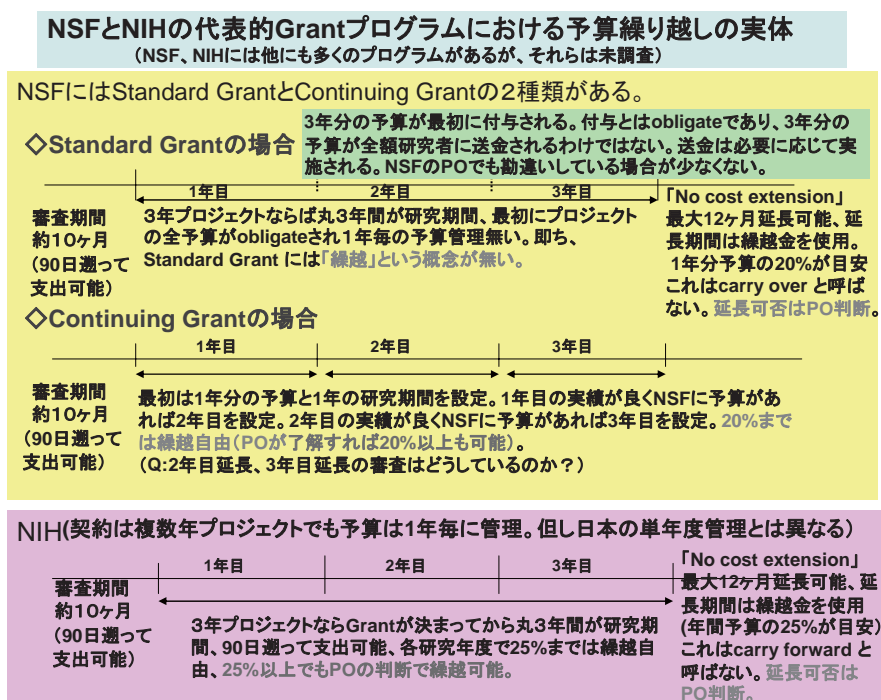 NSFとNIHの代表的Grantプログラムにおける予算繰り越しの実体
（NSF、NIHには他にも多くのプログラムがあるが、それらは未調査）
NSFにはStandard GrantとContinuing Grantの２種類がある。
◇Standard Grantの場合
3年分の予算が最初に付与される。付与とはobligateであり、3年分の
予算が全額研究者に送金されるわけではない。送金は必要に応じて実
施される。NSFのPOでも勘違いしている場合が少なくない。
1年目
2年目
3年目
審査期間
約１０ヶ月
（90日遡って
支出可能）
３年プロジェクトならば丸３年間が研究期間、最初にプロジェクト
の全予算がobligateされ１年毎の予算管理無い。即ち、
Standard Grant には「繰越」という概念が無い。
「No cost extension」
最大12ヶ月延長可能、延
長期間は繰越金を使用。
1年分予算の20%が目安
これはcarry over と呼ば
ない。延長可否はPO判断。
◇Continuing Grantの場合
1年目
2年目
3年目
審査期間
約１０ヶ月
（90日遡って
支出可能）
最初は1年分の予算と1年の研究期間を設定。1年目の実績が良くNSFに予算があ
れば2年目を設定。2年目の実績が良くNSFに予算があれば3年目を設定。20%まで
は繰越自由（POが了解すれば20%以上も可能）。
（Q:2年目延長、3年目延長の審査はどうしているのか？）
NIH(契約は複数年プロジェクトでも予算は1年毎に管理。但し日本の単年度管理とは異なる）
1年目
2年目
3年目
審査期間
約１０ヶ月
（90日遡って
支出可能）
３年プロジェクトならGrantが決まってから丸３年間が研究期
間、90日遡って支出可能、各研究年度で25%までは繰越自
由、25%以上でもPOの判断で繰越可能。
「No cost extension」
最大12ヶ月延長可能、延
長期間は繰越金を使用
(年間予算の25%が目安）
これはcarry forward と
呼ばない。延長可否は
PO判断。